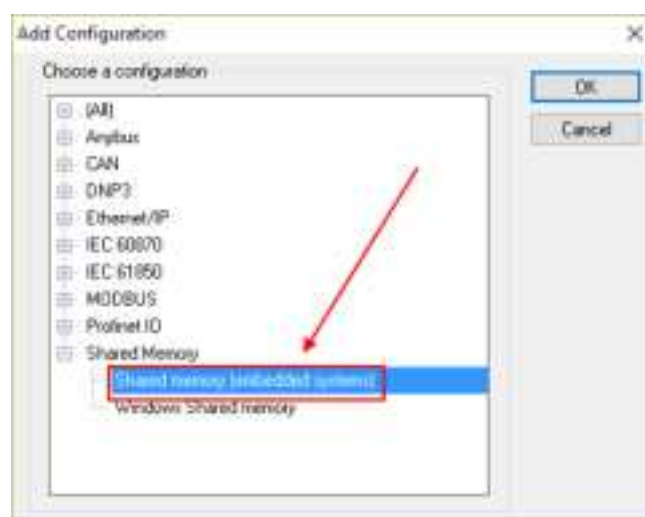 Add Configuration
Choose a configuration
OK
Cancel
(All)
Anybus
CAN
DNP3
Ethernet/IP
IEC 60870
IEC 61850
MODBUS
Profinet IO
Shared Memory
Shared memory (embedded systems)
Windows Shared memory